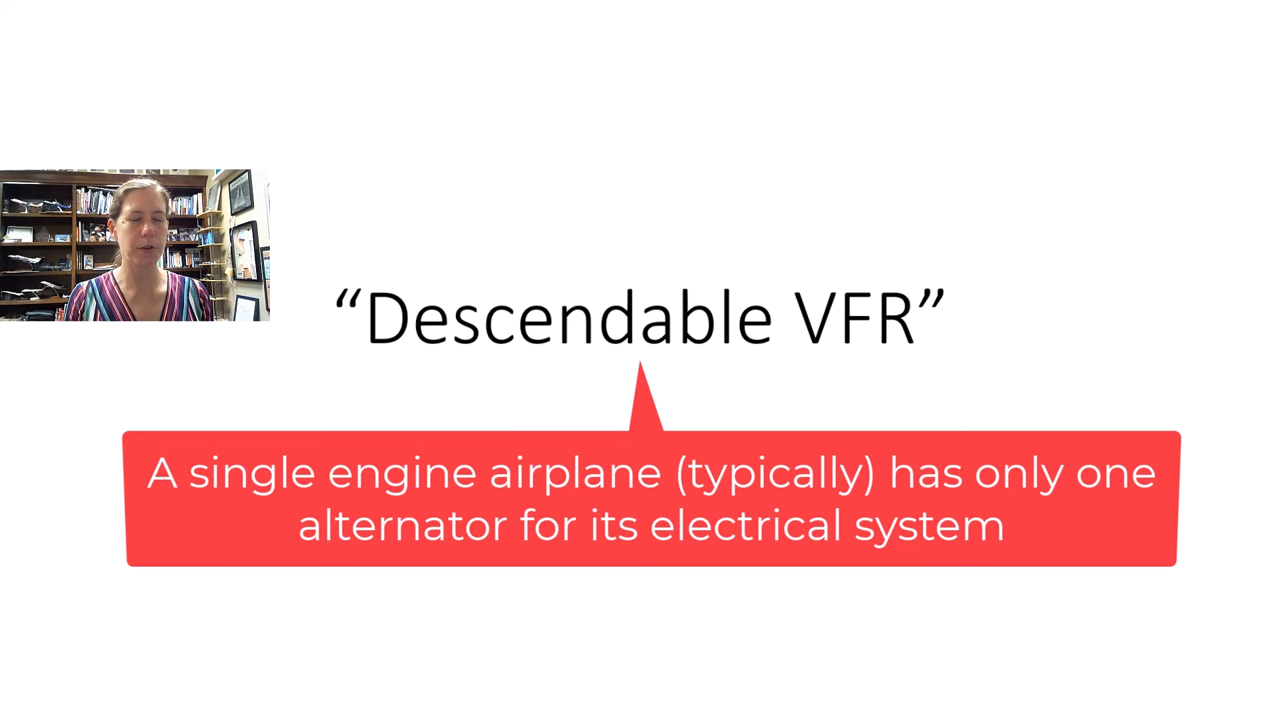 “Descendable VFR”
A single engine airplane (typically) has only one
alternator for its electrical system